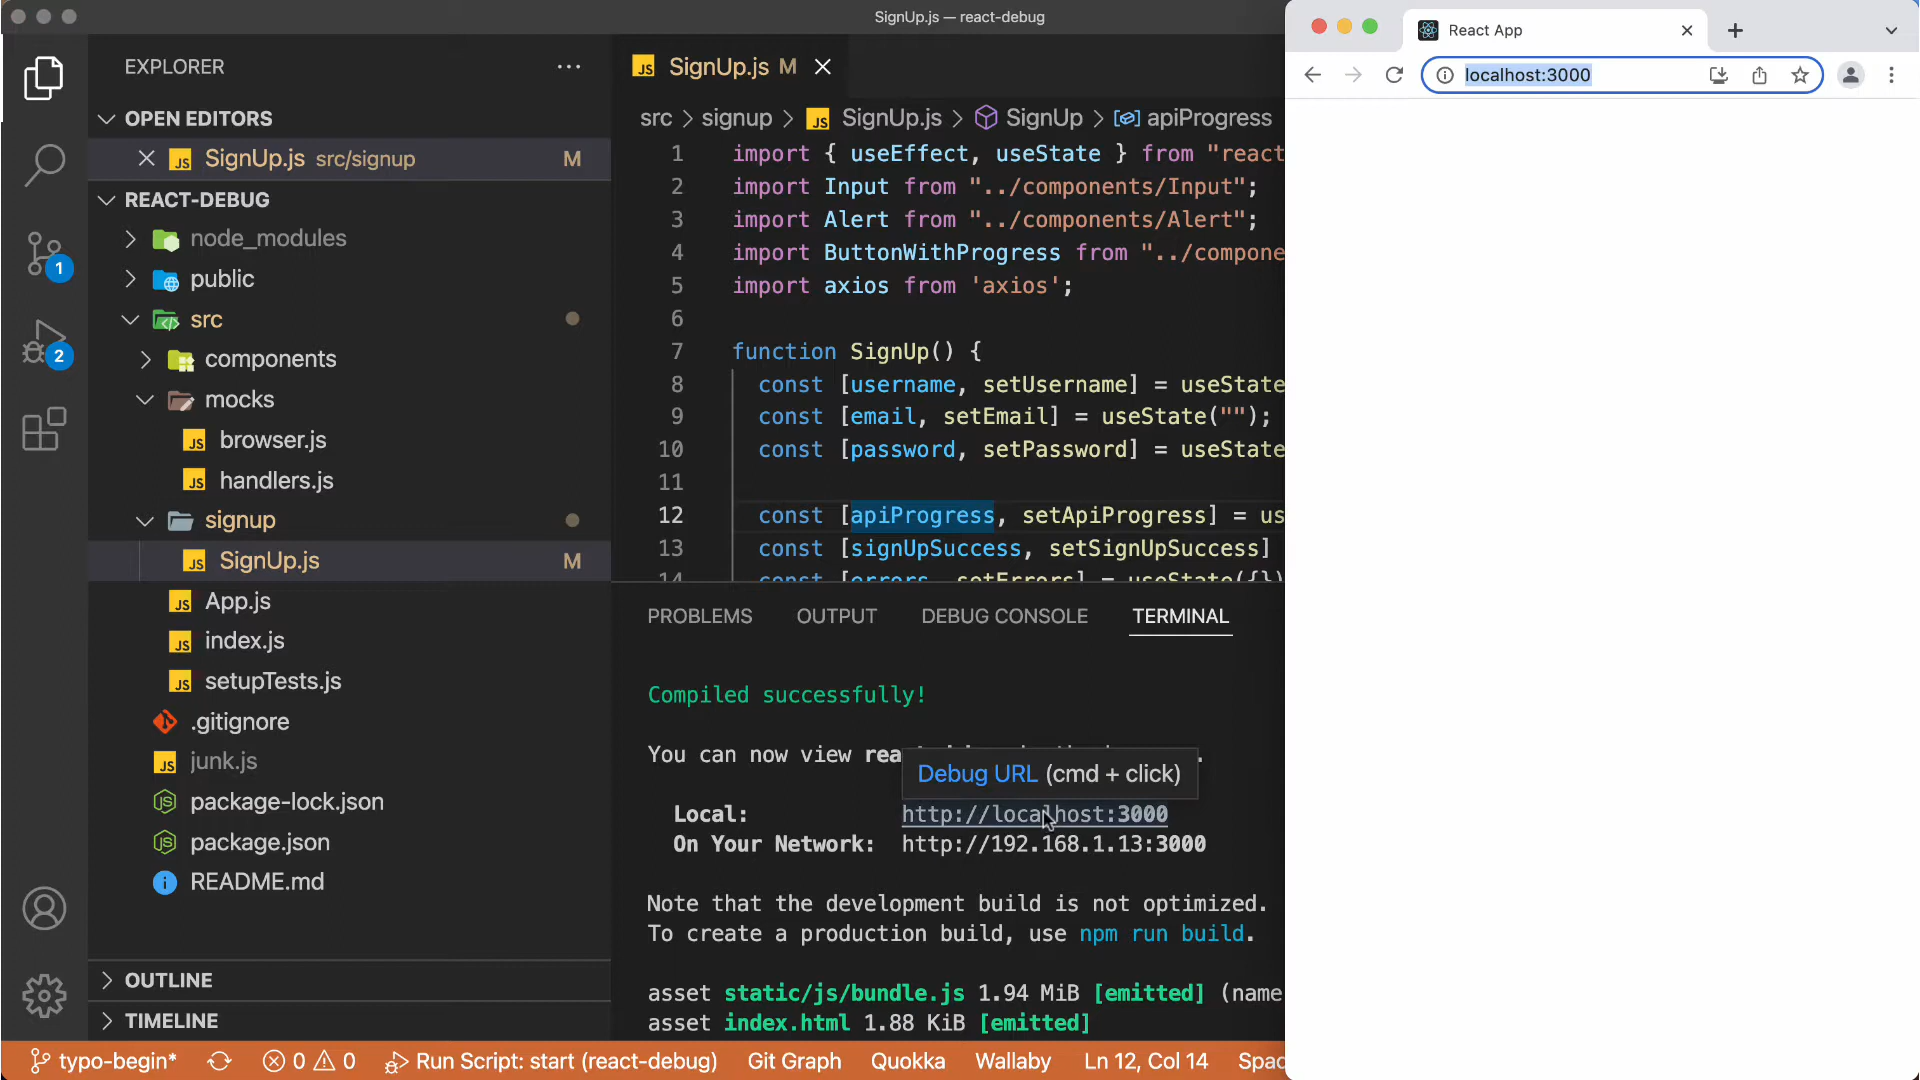 SignUp.js — react-debug
EXPLORER
OPEN EDITORS
SignUp.js src/signup M
REACT-DEBUG
node_modules
public
src
components
mocks
browser.js
handlers.js
signup
SignUp.js M
App.js
index.js
setupTests.js
.gitignore
junk.js
package-lock.json
package.json
README.md
OUTLINE
TIMELINE
1
2
SignUp.js M
src > signup > SignUp.js > SignUp > apiProgress
1 import { useEffect, useState } from "react
2 import Input from "../components/Input";
3 import Alert from "../components/Alert";
4 import ButtonWithProgress from "../compone
5 import axios from 'axios';
6
7 function SignUp() {
8 const [username, setUsername] = useState
9 const [email, setEmail] = useState("");
10 const [password, setPassword] = useState
11
12 const [apiProgress, setApiProgress] = us
13 const [signUpSuccess, setSignUpSuccess]
14 const [errors, setErrors] = useState({})
PROBLEMS OUTPUT DEBUG CONSOLE TERMINAL
Compiled successfully!
You can now view rea
Debug URL (cmd + click)
Local: http://localhost:3000
On Your Network: http://192.168.1.13:3000
Note that the development build is not optimized.
To create a production build, use npm run build.
asset static/js/bundle.js 1.94 MiB [emitted] (name
asset index.html 1.88 KiB [emitted]
typo-begin* 0 0 Run Script: start (react-debug) Git Graph Quokka Wallaby Ln 12, Col 14 Spac
React App
localhost:3000